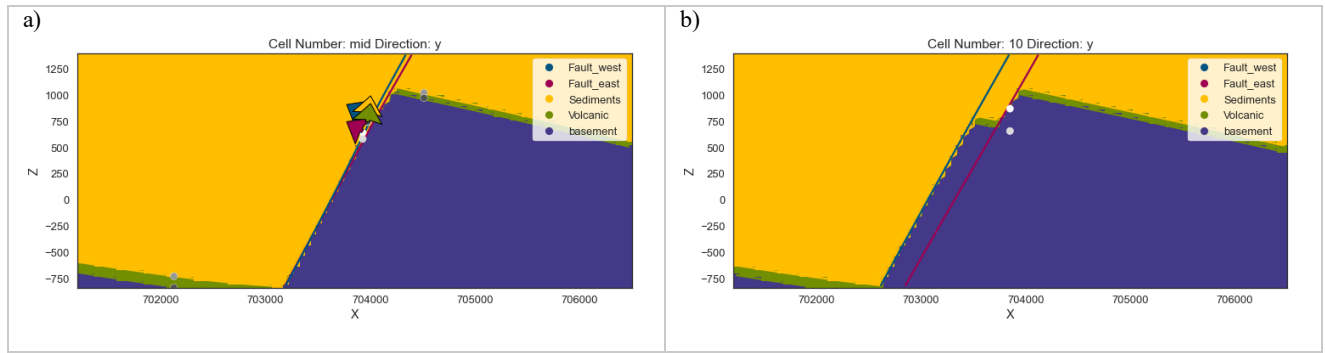 a)
Cell Number: mid Direction: y
Z
1250
1000
750
500
250
0
−250
−500
−750
702000 703000 704000 705000 706000
X
Fault_west
Fault_east
Sediments
Volcanic
basement
b)
Cell Number: 10 Direction: y
Z
1250
1000
750
500
250
0
−250
−500
−750
702000 703000 704000 705000 706000
X
Fault_west
Fault_east
Sediments
Volcanic
basement